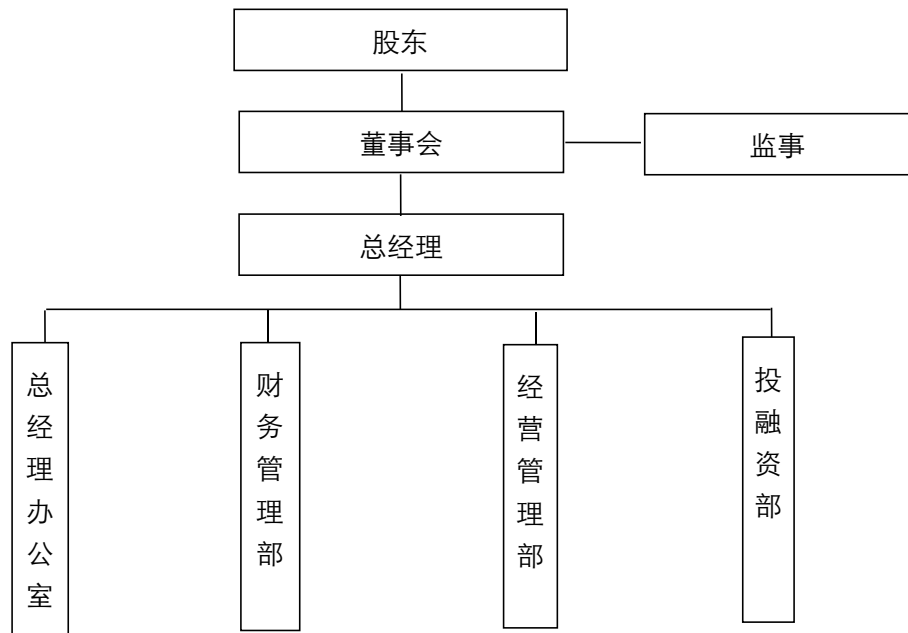 股东
董事会
监事
总经理
总经理办公室
财务管理部
经营管理部
投融资部